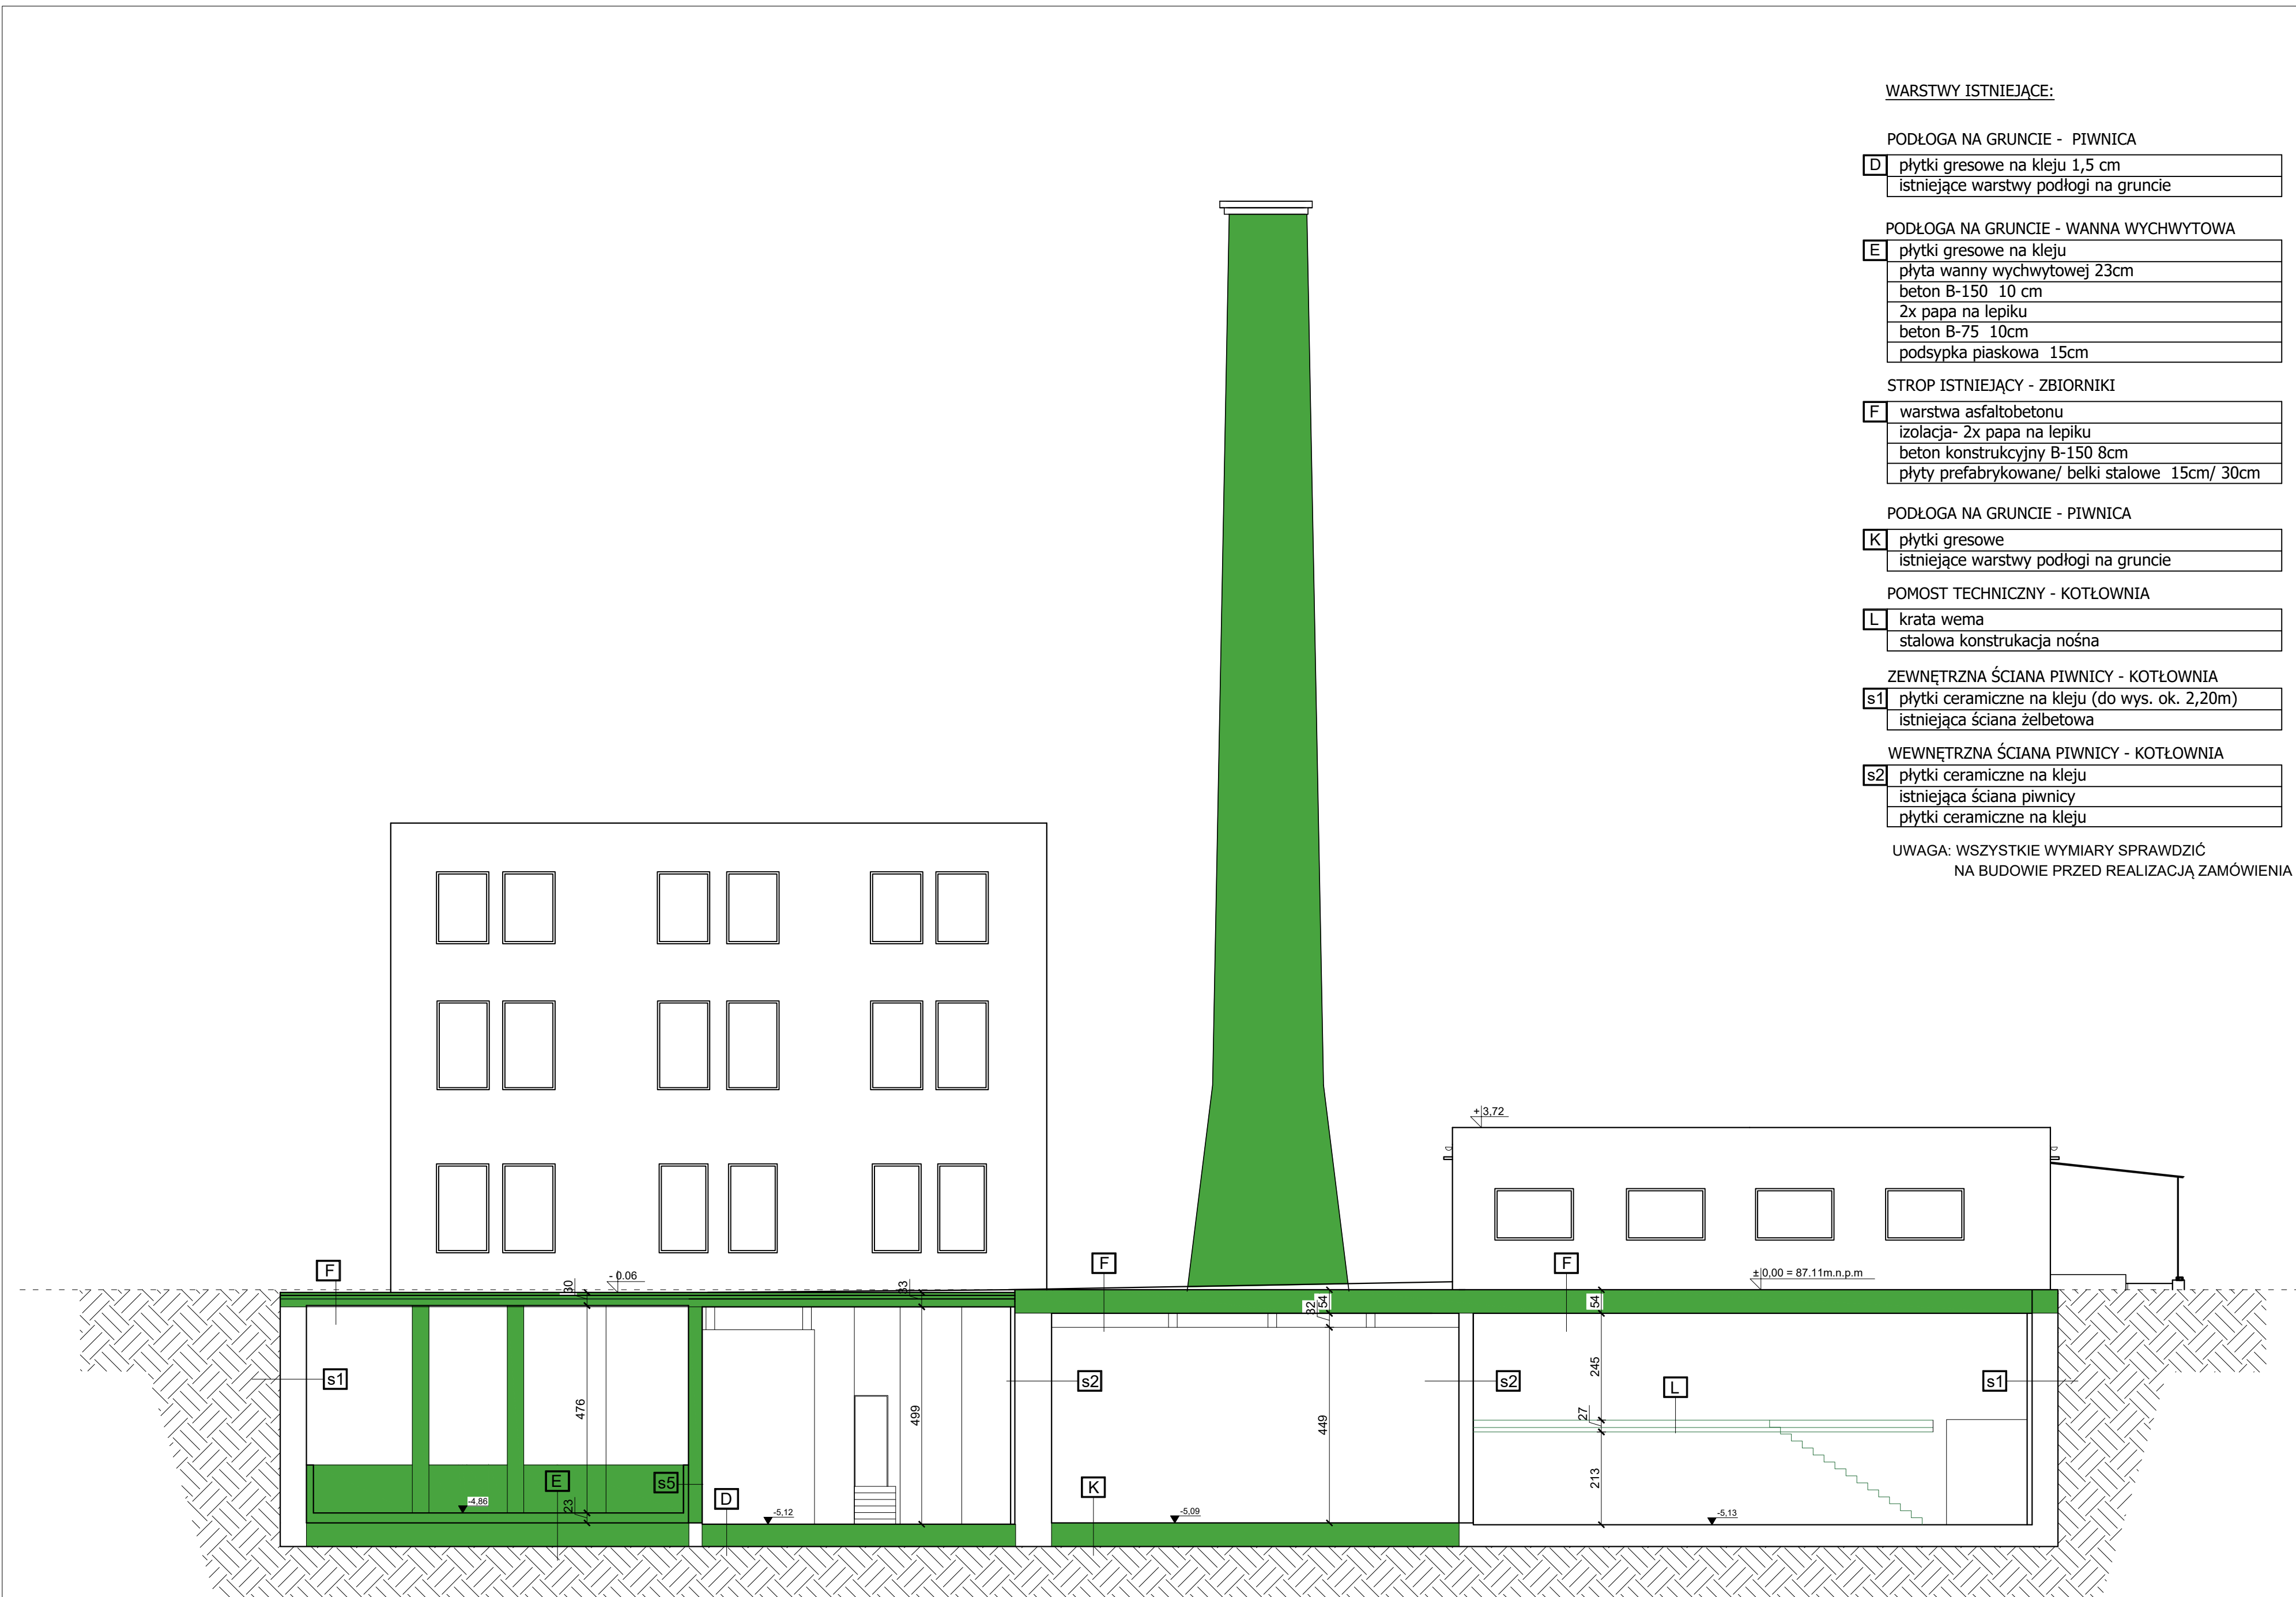 WARSTWY ISTNIEJĄCE:
PODŁOGA NA GRUNCIE - PIWNICA
D płytki gresowe na kleju 1,5 cm
istniejące warstwy podłogi na gruncie
PODŁOGA NA GRUNCIE - WANNA WYCHWYTOWA
E płytki gresowe na kleju
płyta wanny wychwytowej 23cm
beton B-150 10 cm
2x papa na lepiku
beton B-75 10cm
podsypka piaskowa 15cm
STROP ISTNIEJĄCY - ZBIORNIKI
F warstwa asfaltobetonu
izolacja- 2x papa na lepiku
beton konstrukcyjny B-150 8cm
płyty prefabrykowane/ belki stalowe 15cm/ 30cm
PODŁOGA NA GRUNCIE - PIWNICA
K płytki gresowe
istniejące warstwy podłogi na gruncie
POMOST TECHNICZNY - KOTŁOWNIA
L krata wema
stalowa konstrukacja nośna
ZEWNĘTRZNA ŚCIANA PIWNICY - KOTŁOWNIA
s1 płytki ceramiczne na kleju (do wys. ok. 2,20m)
istniejąca ściana żelbetowa
WEWNĘTRZNA ŚCIANA PIWNICY - KOTŁOWNIA
s2 płytki ceramiczne na kleju
istniejąca ściana piwnicy
płytki ceramiczne na kleju
UWAGA: WSZYSTKIE WYMIARY SPRAWDZIĆ
NA BUDOWIE PRZED REALIZACJĄ ZAMÓWIENIA
+3,72
F
30
- 0.06
33
F
F
±0,00 = 87.11m.n.p.m
32
54
54
s1
476
499
s2
449
s2
245
L
s1
27
213
E
23
s5
D
K
-4,86
-5,12
-5,09
-5,13